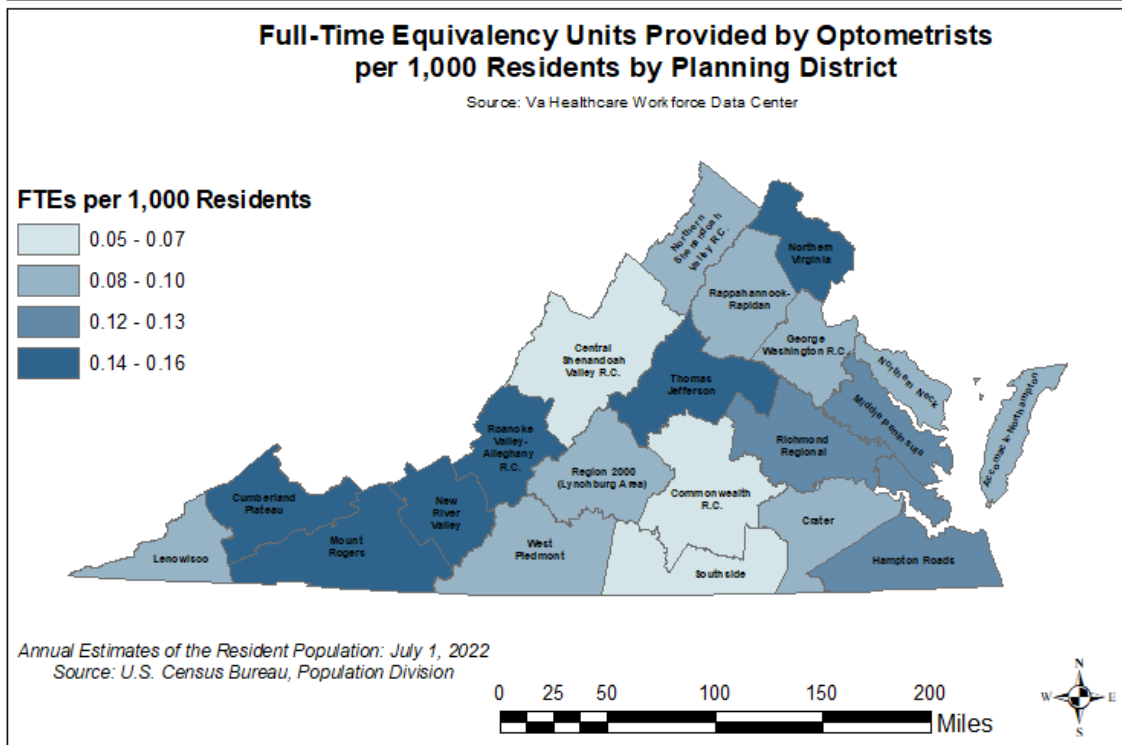 Full-Time Equivalency Units Provided by Optometrists
per 1,000 Residents by Planning District
Source: Va Healthcare Workforce Data Center
FTEs per 1,000 Residents
0.05 - 0.07
0.08 - 0.10
0.12 - 0.13
0.14 - 0.16
Northern
Shenandoah
Valley R.C.
Northern
Virginia
Rappahannock-
Rapidan
George
Washington R.C.
Northern Neck
Central
Shenandoah
Valley R.C.
Thomas
Jefferson
Middle Peninsula
Accomack-Northampton
Roanoke
Valley-
Alleghany
R.C.
Richmond
Regional
Region 2000
(Lynchburg Area)
Commonwealth
R.C.
Cumberland
Plateau
New
River
Valley
Crater
Mount
Rogers
West
Piedmont
Lenowisco
Southside
Hampton Roads
Annual Estimates of the Resident Population: July 1, 2022
Source: U.S. Census Bureau, Population Division
0 25 50 100 150 200
Miles
N
W E
S